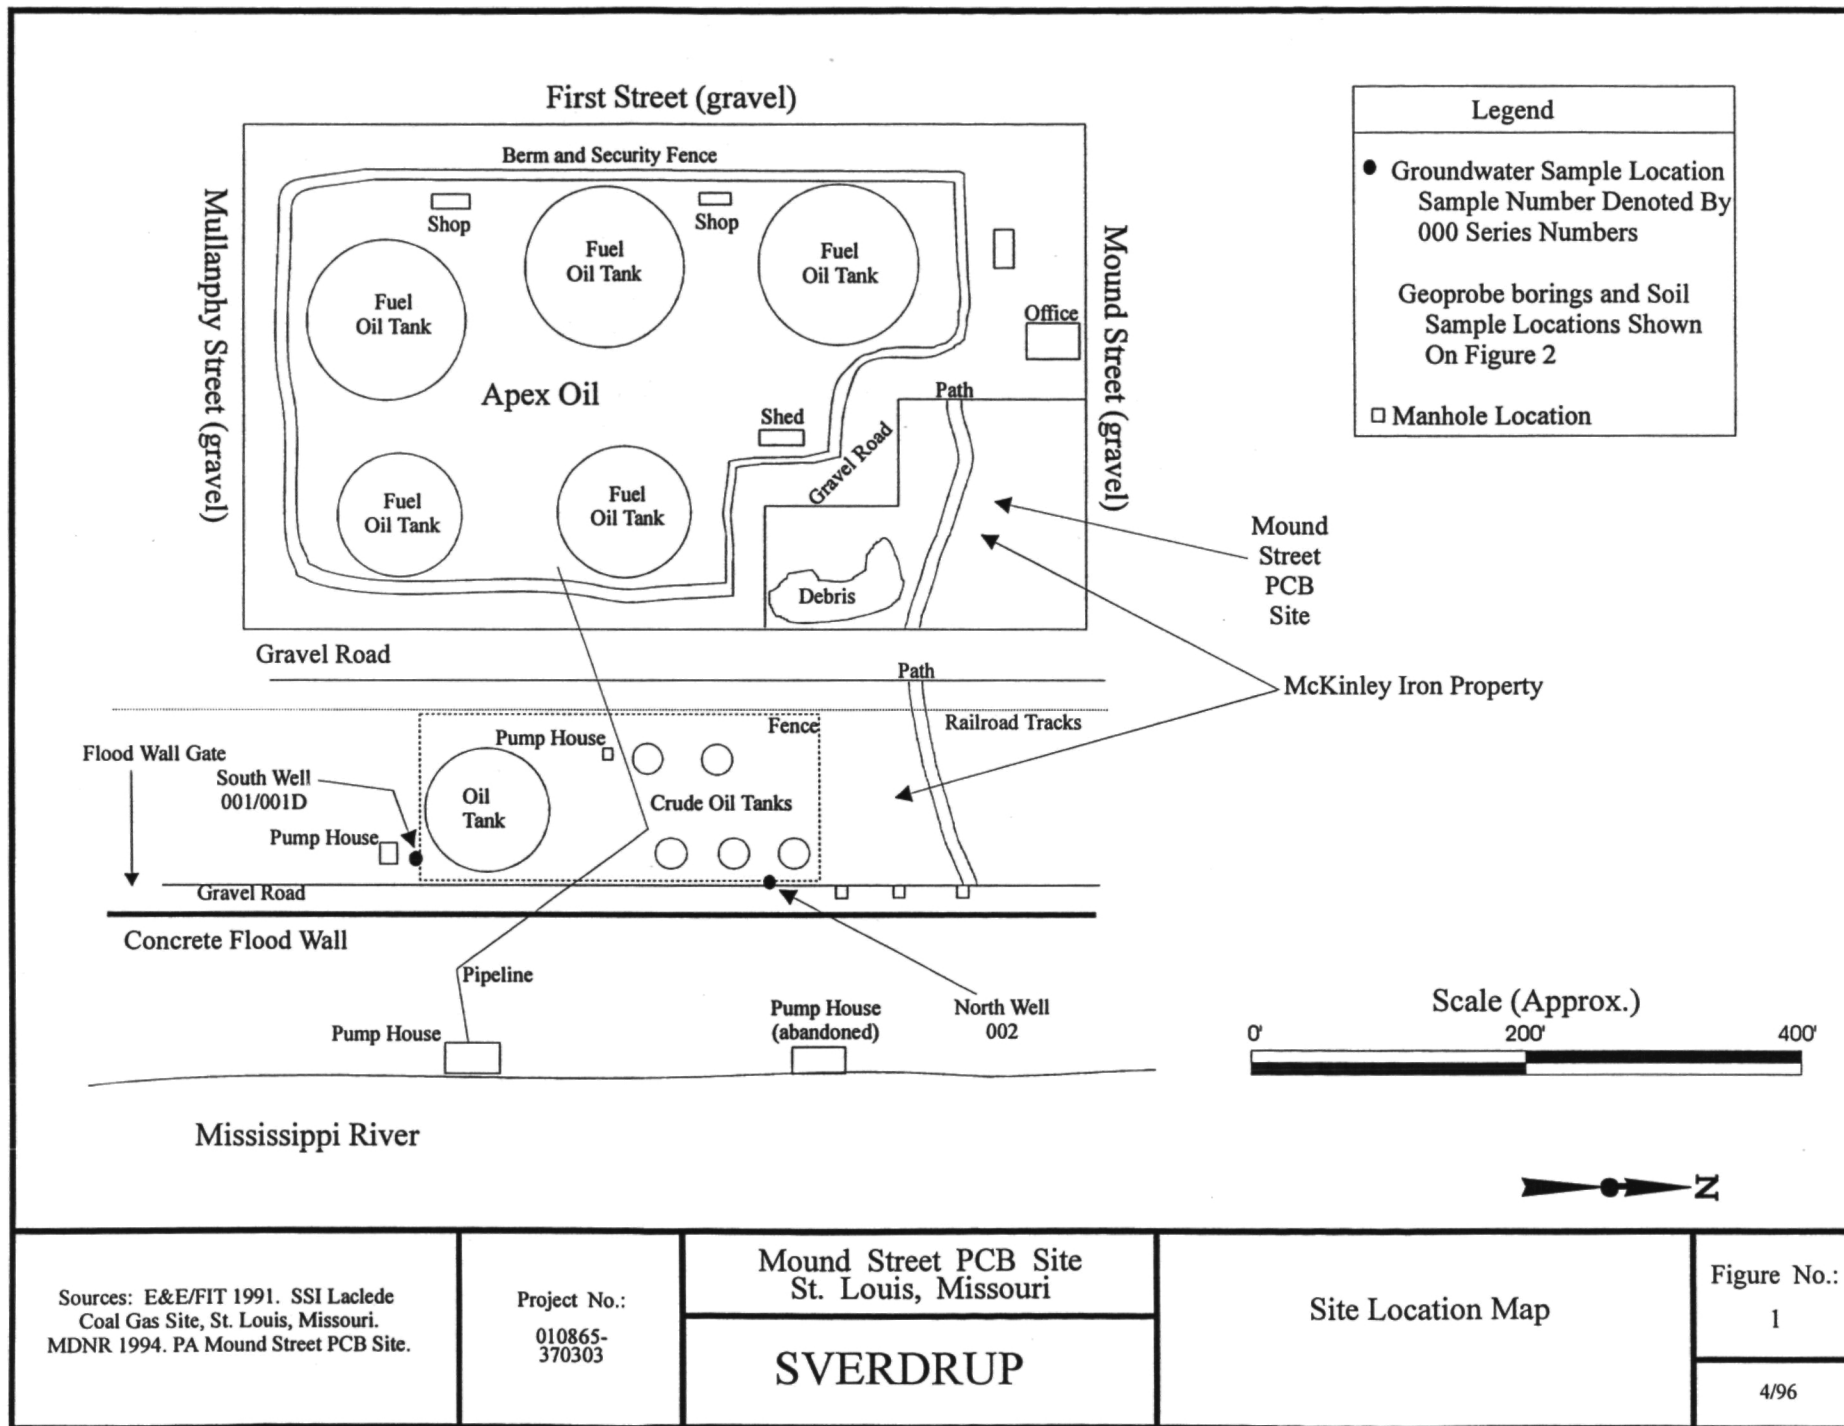 First Street (gravel)
Berm and Security Fence
Shop
Shop
Fuel
Oil Tank
Fuel
Oil Tank
Fuel
Oil Tank
Mullanphy Street (gravel)
Mound Street (gravel)
Office
Apex Oil
Path
Shed
Gravel Road
Fuel
Oil Tank
Fuel
Oil Tank
Debris
Mound
Street
PCB
Site
Gravel Road
Path
McKinley Iron Property
Railroad Tracks
Fence
Pump House
Flood Wall Gate
South Well
001/001D
Oil
Tank
Crude Oil Tanks
Pump House
Gravel Road
Concrete Flood Wall
Pipeline
Pump House
Pump House
(abandoned)
North Well
002
Mississippi River
Legend
Groundwater Sample Location
Sample Number Denoted By
000 Series Numbers
Geoprobe borings and Soil
Sample Locations Shown
On Figure 2
Manhole Location
Scale (Approx.)
0' 200' 400'
N
Sources: E&E/FIT 1991. SSI Laclede
Coal Gas Site, St. Louis, Missouri.
MDNR 1994. PA Mound Street PCB Site.
Project No.:
010865-
370303
Mound Street PCB Site
St. Louis, Missouri
SVERDRUP
Site Location Map
Figure No.:
1
4/96